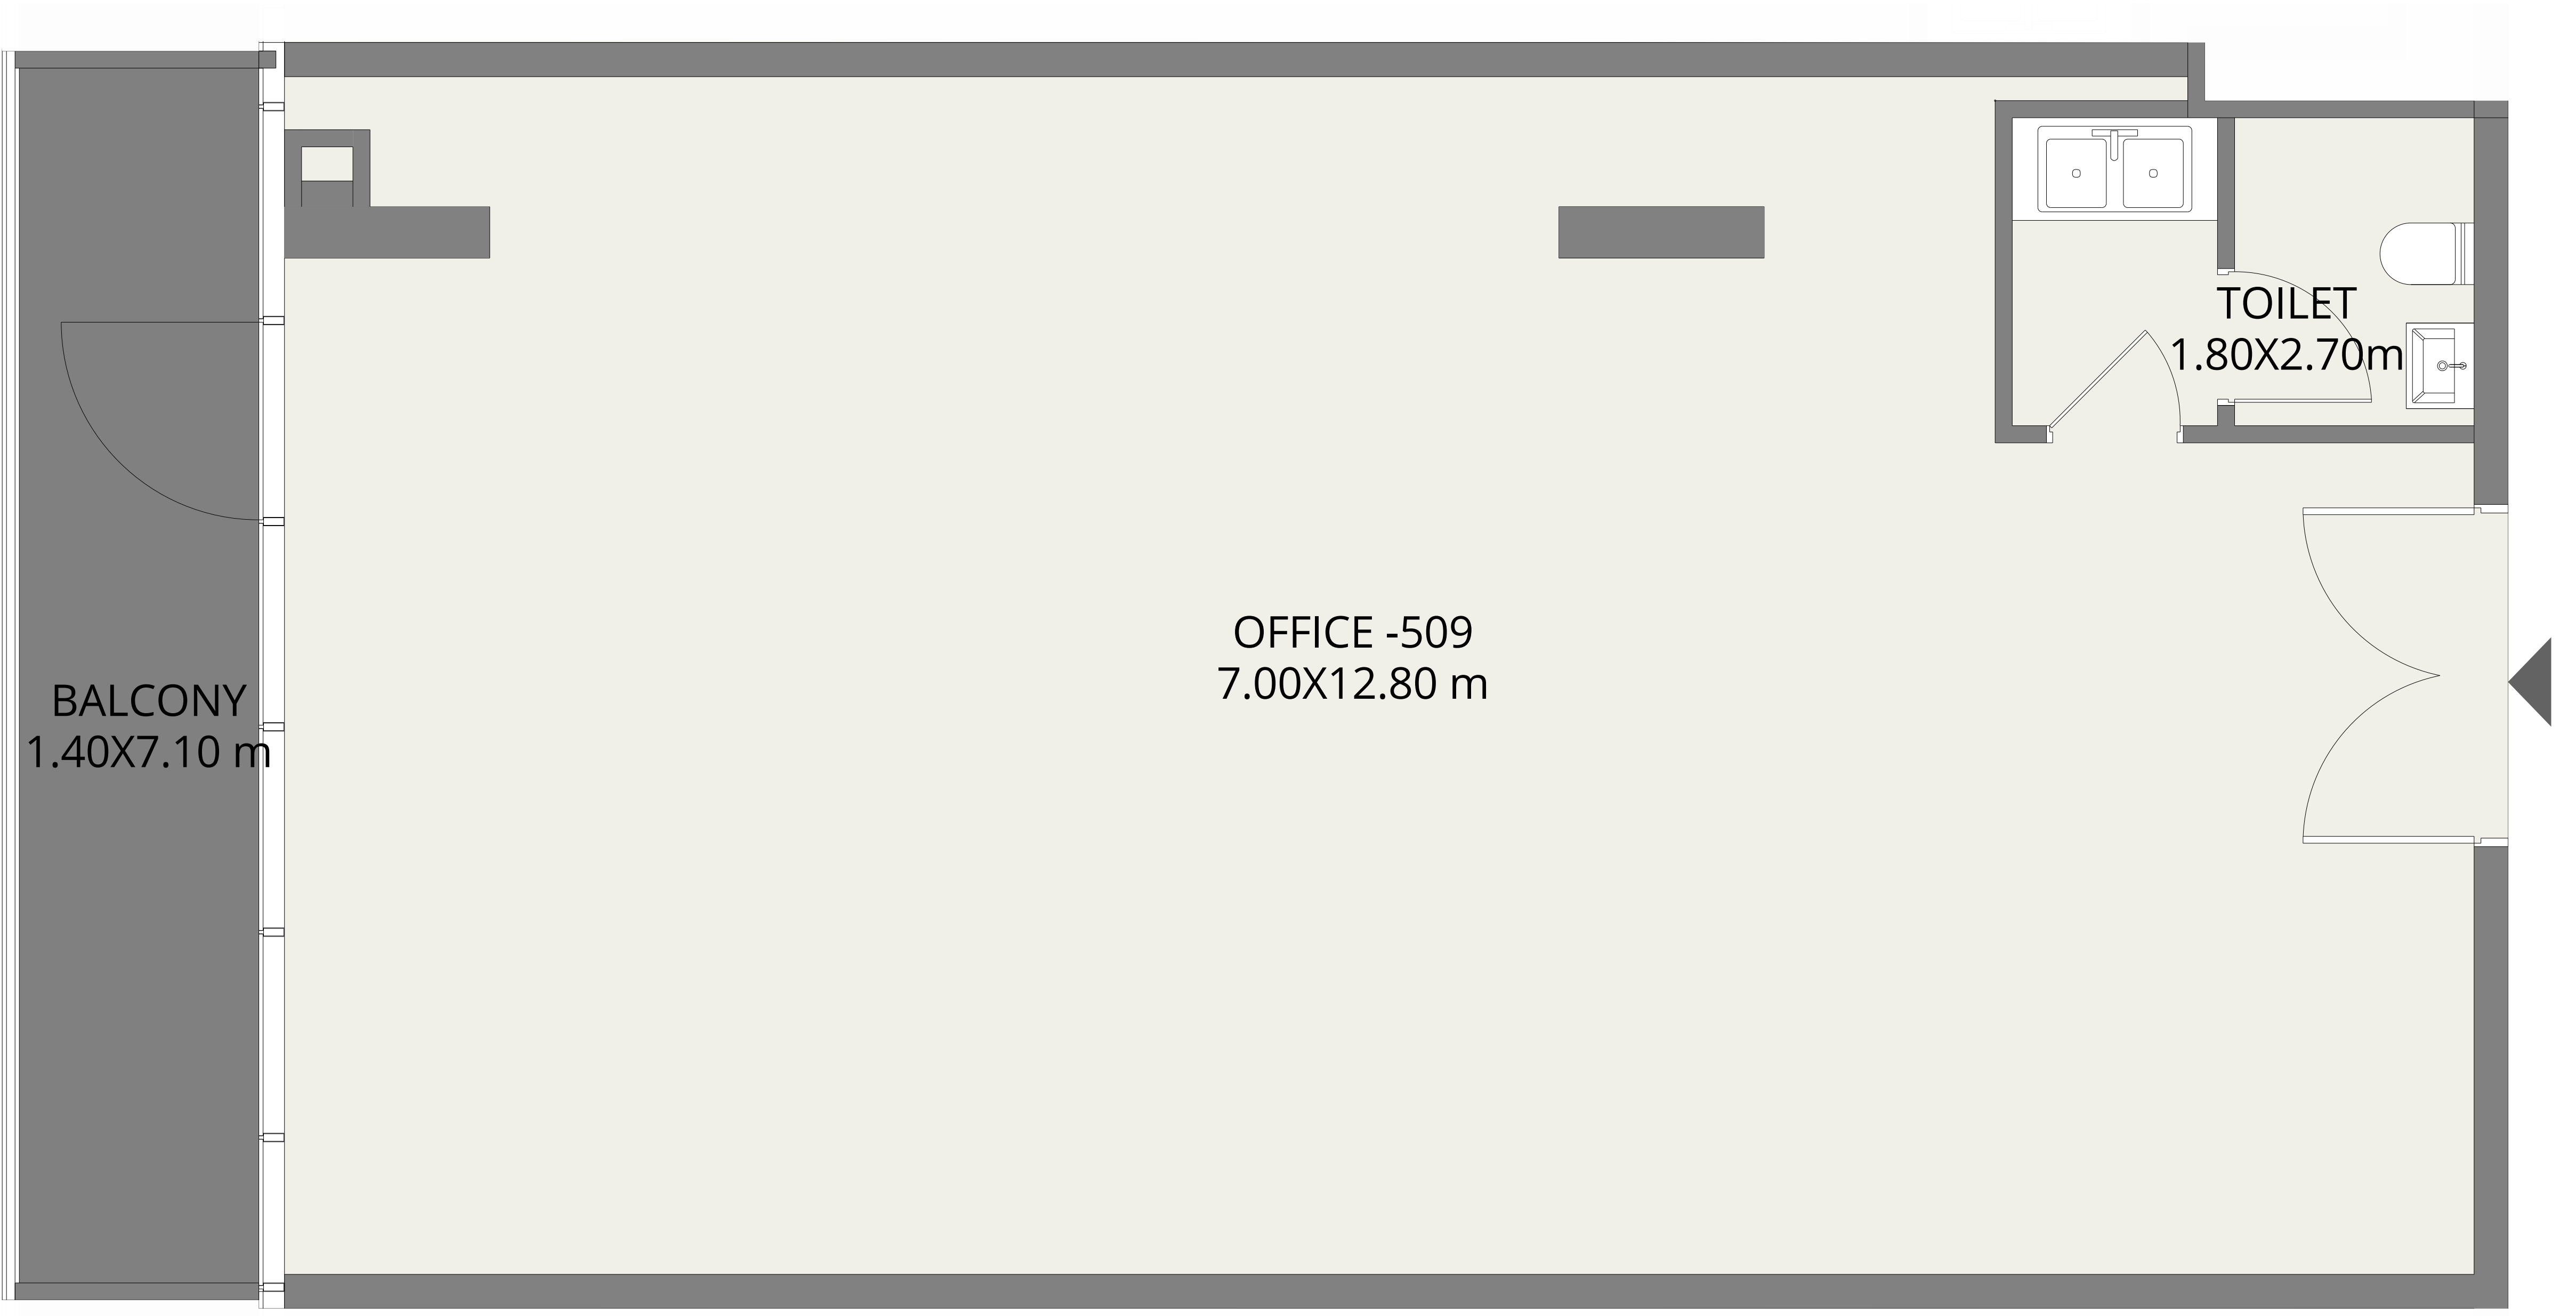 TOILET
1.80X2.70m
OFFICE -509
7.00X12.80 m
BALCONY
1.40X7.10 m